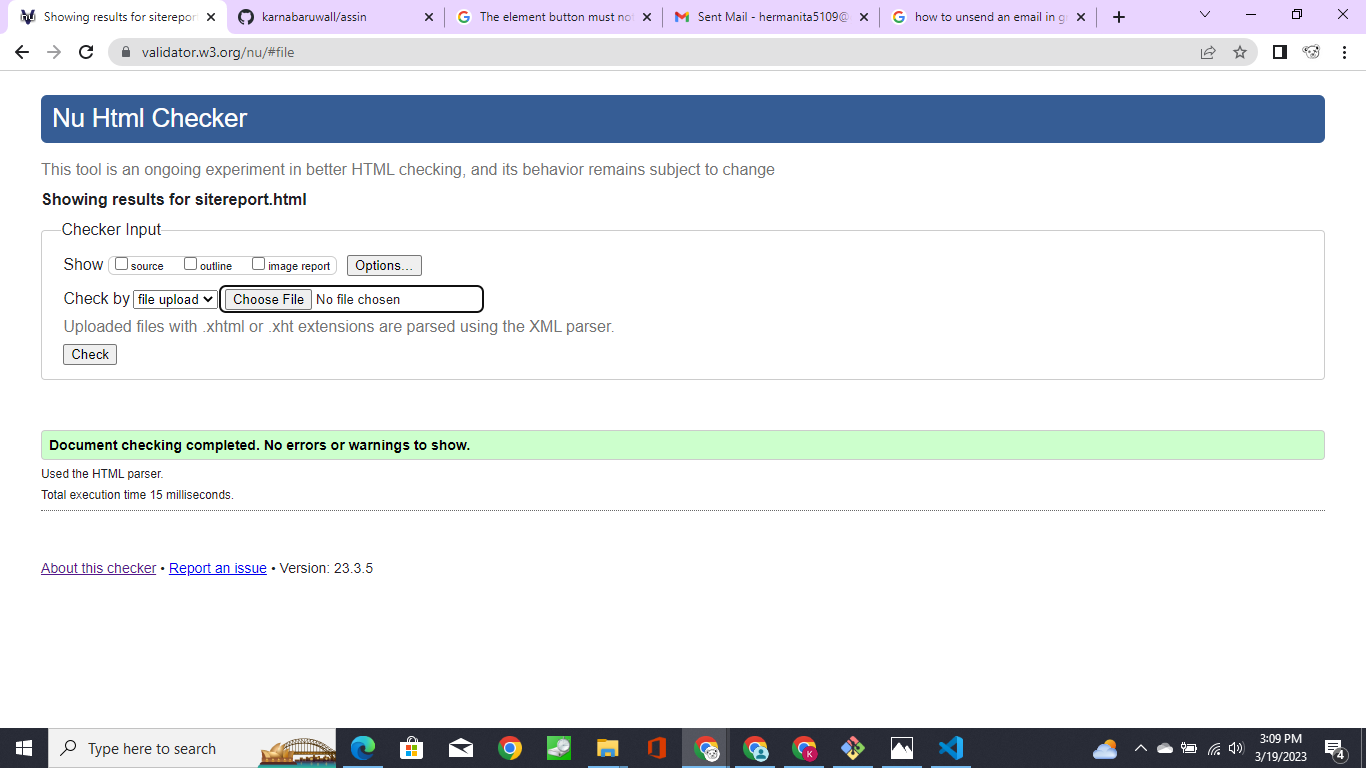 Showing results for sitereport
karnabaruwall/assin
The element button must no
Sent Mail - hermanita5109@
how to unsend an email in g
validator.w3.org/nu/#file
Nu Html Checker
This tool is an ongoing experiment in better HTML checking, and its behavior remains subject to change
Showing results for sitereport.html
Checker Input
Show source outline image report Options...
Check by file upload Choose File No file chosen
Uploaded files with .xhtml or .xht extensions are parsed using the XML parser.
Check
Document checking completed. No errors or warnings to show.
Used the HTML parser.
Total execution time 15 milliseconds.
About this checker • Report an issue • Version: 23.3.5
Type here to search
K
3:09 PM
3/19/2023
4